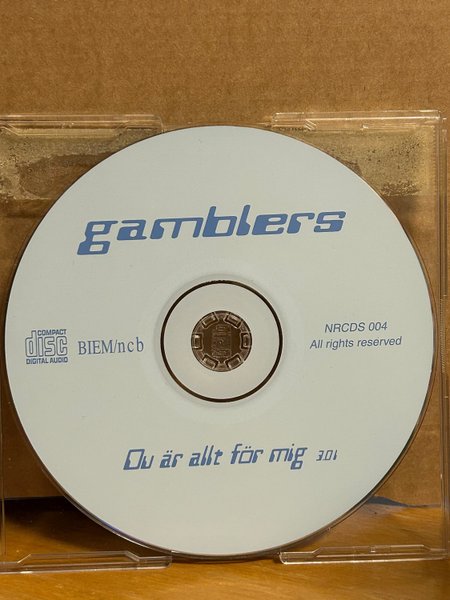 gamblers
COMPACT
disc
DIGITAL AUDIO
BIEM/ncb
NRCDS 004
All rights reserved
Du är allt för mig 3.01